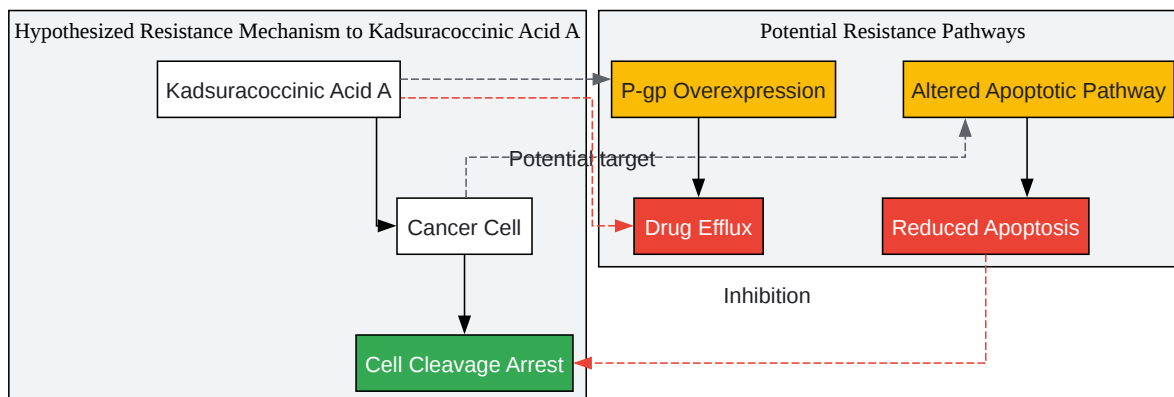 Hypothesized Resistance Mechanism to Kadsuracoccinic Acid A
Potential Resistance Pathways
Kadsuracoccinic Acid A
P-gp Overexpression
Altered Apoptotic Pathway
Potential target
Cancer Cell
Drug Efflux
Reduced Apoptosis
Inhibition
Cell Cleavage Arrest